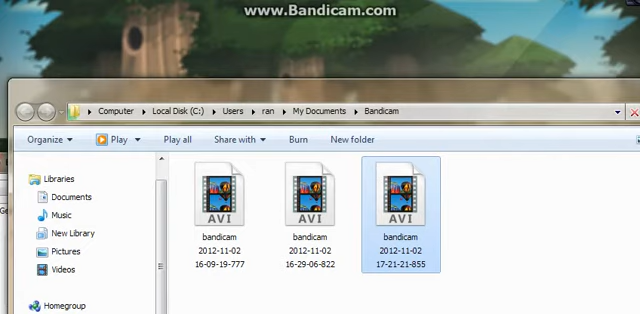 www.Bandicam.com
Computer Local Disk (C:) Users ran My Documents Bandicam
Organize Play Play all Share with Burn New folder
Libraries
Documents
Music
New Library
Pictures
Videos
Homegroup
AVI AVI AVI
bandicam 2012-11-02 16-09-19-777
bandicam 2012-11-02 16-29-06-822
bandicam 2012-11-02 17-21-21-855